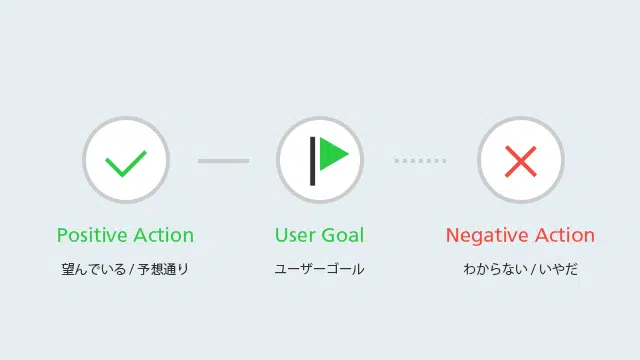 Positive Action
User Goal
Negative Action
望んでいる / 予想通り
ユーザーゴール
わからない / いやだ